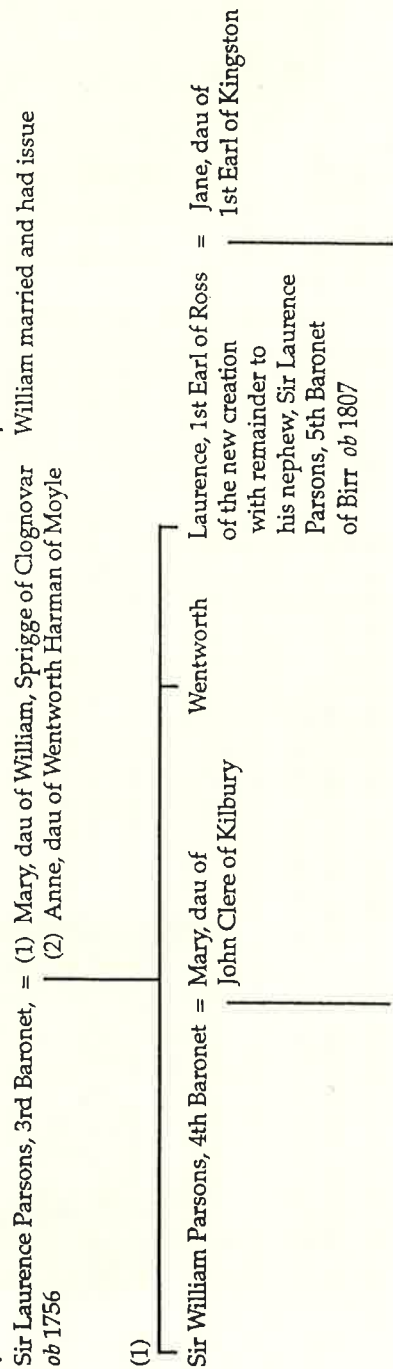 Sir Laurence Parsons, 3rd Baronet, = (1) Mary, dau of William, Sprigge of Clognovar
ob 1756
(2) Anne, dau of Wentworth Harman of Moyle
William married and had issue
(1)
Sir William Parsons, 4th Baronet = Mary, dau of
John Clere of Kilbury
Wentworth
Laurence, 1st Earl of Ross
of the new creation
with remainder to
his nephew, Sir Laurence
Parsons, 5th Baronet
of Birr ob 1807
= Jane, dau of
1st Earl of Kingston